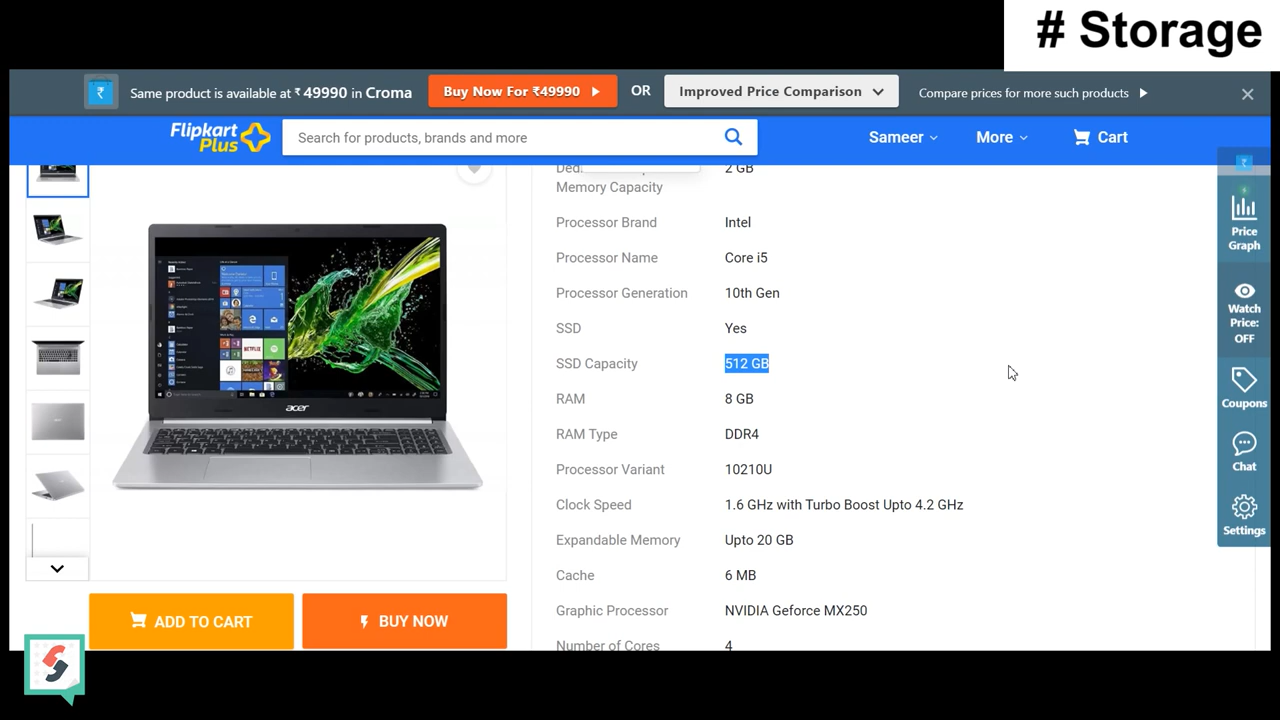 # Storage
Same product is available at ₹ 49990 in Croma
Buy Now For ₹49990
OR
Improved Price Comparison
Compare prices for more such products
Flipkart
Plus
Search for products, brands and more
Sameer
More
Cart
2 GB
Memory Capacity
Processor Brand Intel
Processor Name Core i5
Processor Generation 10th Gen
SSD Yes
SSD Capacity 512 GB
RAM 8 GB
RAM Type DDR4
Processor Variant 10210U
Clock Speed 1.6 GHz with Turbo Boost Upto 4.2 GHz
Expandable Memory Upto 20 GB
Cache 6 MB
Graphic Processor NVIDIA Geforce MX250
Number of Cores 4
acer
ADD TO CART
BUY NOW
Price
Graph
Watch
Price:
OFF
Coupons
Chat
Settings